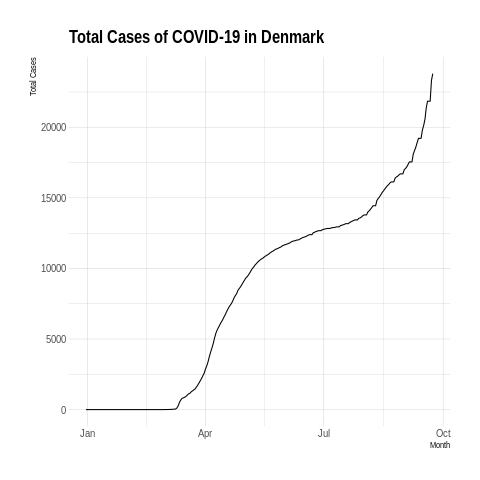 Total Cases of COVID-19 in Denmark
Total Cases
20000
15000
10000
5000
0
Jan Apr Jul Oct
Month